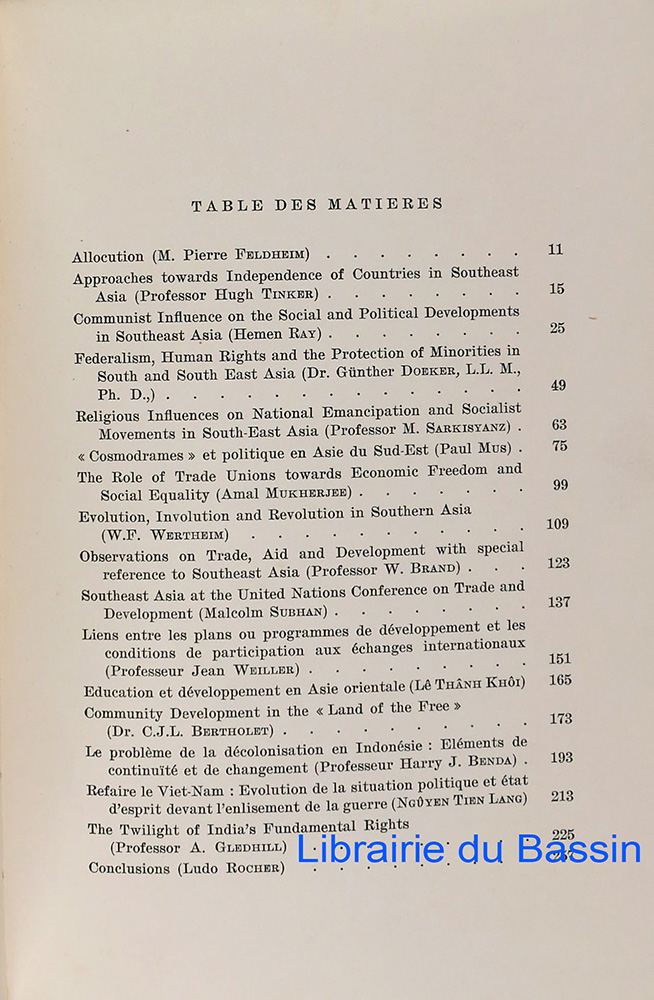 TABLE DES MATIERES
Allocution (M. Pierre FELDHEIM) . . . . . . . . 11
Approaches towards Independence of Countries in Southeast
Asia (Professor Hugh TINKER) . . . . . . . . 15
Communist Influence on the Social and Political Developments
in Southeast Asia (Hemen RAY) . . . . . . . . 25
Federalism, Human Rights and the Protection of Minorities in
South and South East Asia (Dr. Günther DOEKER, L.L. M.,
Ph. D.,) . . . . . . . . . . . . . . 49
Religious Influences on National Emancipation and Socialist
Movements in South-East Asia (Professor M. SARKISYANZ) . 63
« Cosmodrames » et politique en Asie du Sud-Est (Paul MUS) . 75
The Role of Trade Unions towards Economic Freedom and
Social Equality (Amal MUKHERJEE) . . . . . . . 99
Evolution, Involution and Revolution in Southern Asia
(W.F. WERTHEIM) . . . . . . . . . . . 109
Observations on Trade, Aid and Development with special
reference to Southeast Asia (Professor W. BRAND) . . . 123
Southeast Asia at the United Nations Conference on Trade and
Development (Malcolm SUBHAN) . . . . . . . . 137
Liens entre les plans ou programmes de développement et les
conditions de participation aux échanges internationaux
(Professeur Jean WEILLER) . . . . . . . . 151
Education et développement en Asie orientale (LÊ THÀNH KHÔI) 165
Community Development in the « Land of the Free »
(Dr. C.J.L. BERTHOLET) . . . . . . . . . 173
Le problème de la décolonisation en Indonésie : Eléments de
continuïté et de changement (Professeur Harry J. BENDA) . 193
Refaire le Viet-Nam : Evolution de la situation politique et état
d'esprit devant l'enlisement de la guerre (NGÛYEN TIEN LANG) 213
The Twilight of India's Fundamental Rights
(Professor A. GLEDHILL) . . . . . . . . . 225
Conclusions (Ludo ROCHER) . . . . . . . .
Librairie du Bassin